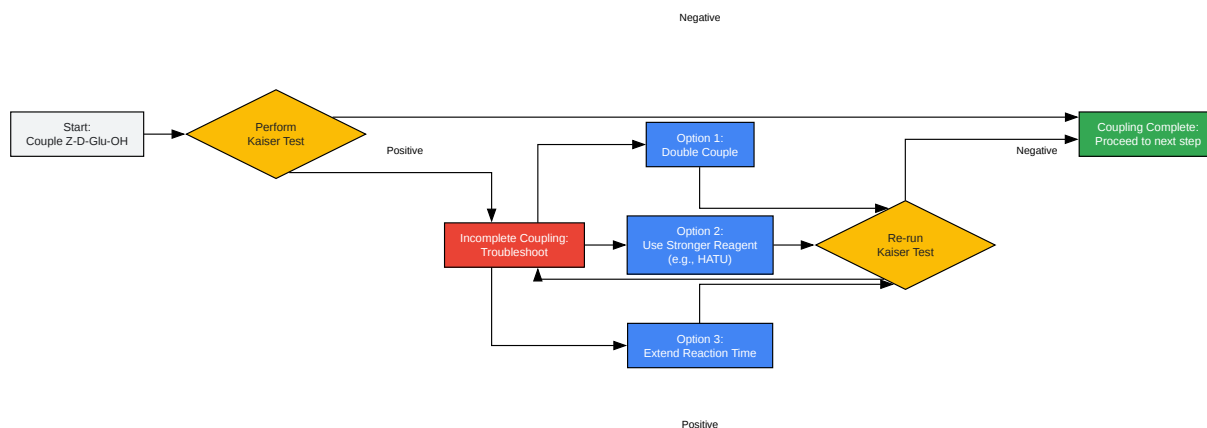 Negative
Start:
Couple Z-D-Glu-OH
Perform
Kaiser Test
Positive
Option 1:
Double Couple
Coupling Complete:
Proceed to next step
Negative
Incomplete Coupling:
Troubleshoot
Option 2:
Use Stronger Reagent
(e.g., HATU)
Re-run
Kaiser Test
Option 3:
Extend Reaction Time
Positive